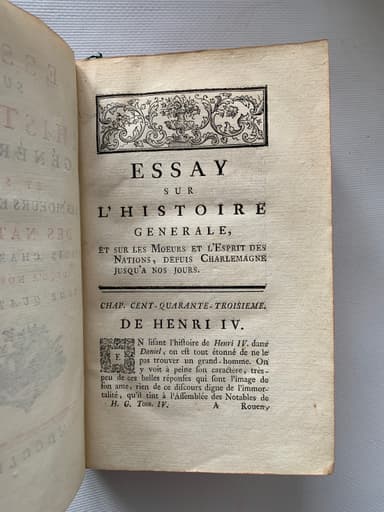 ESSAY
SUR
L'HISTOIRE
GENERALE,
ET SUR LES MOEURS ET L'ESPRIT DES
NATIONS, DEPUIS CHARLEMAGNE
JUSQU'A NOS JOURS.
CHAP. CENT-QUARANTE-TROISIEME.
DE HENRI IV.
EN lisant l'histoire de Henri IV. dans
Daniel, on est tout étonné de ne le
pas trouver un grand-homme. On
y voit à peine son caractère, très-
peu de ces belles réponses qui sont l'image de
son ame, rien de ce discours digne de l'immor-
talité, qu'il tint à l'Assemblée des Notables de
H. G. Tom. IV. A Rouen,